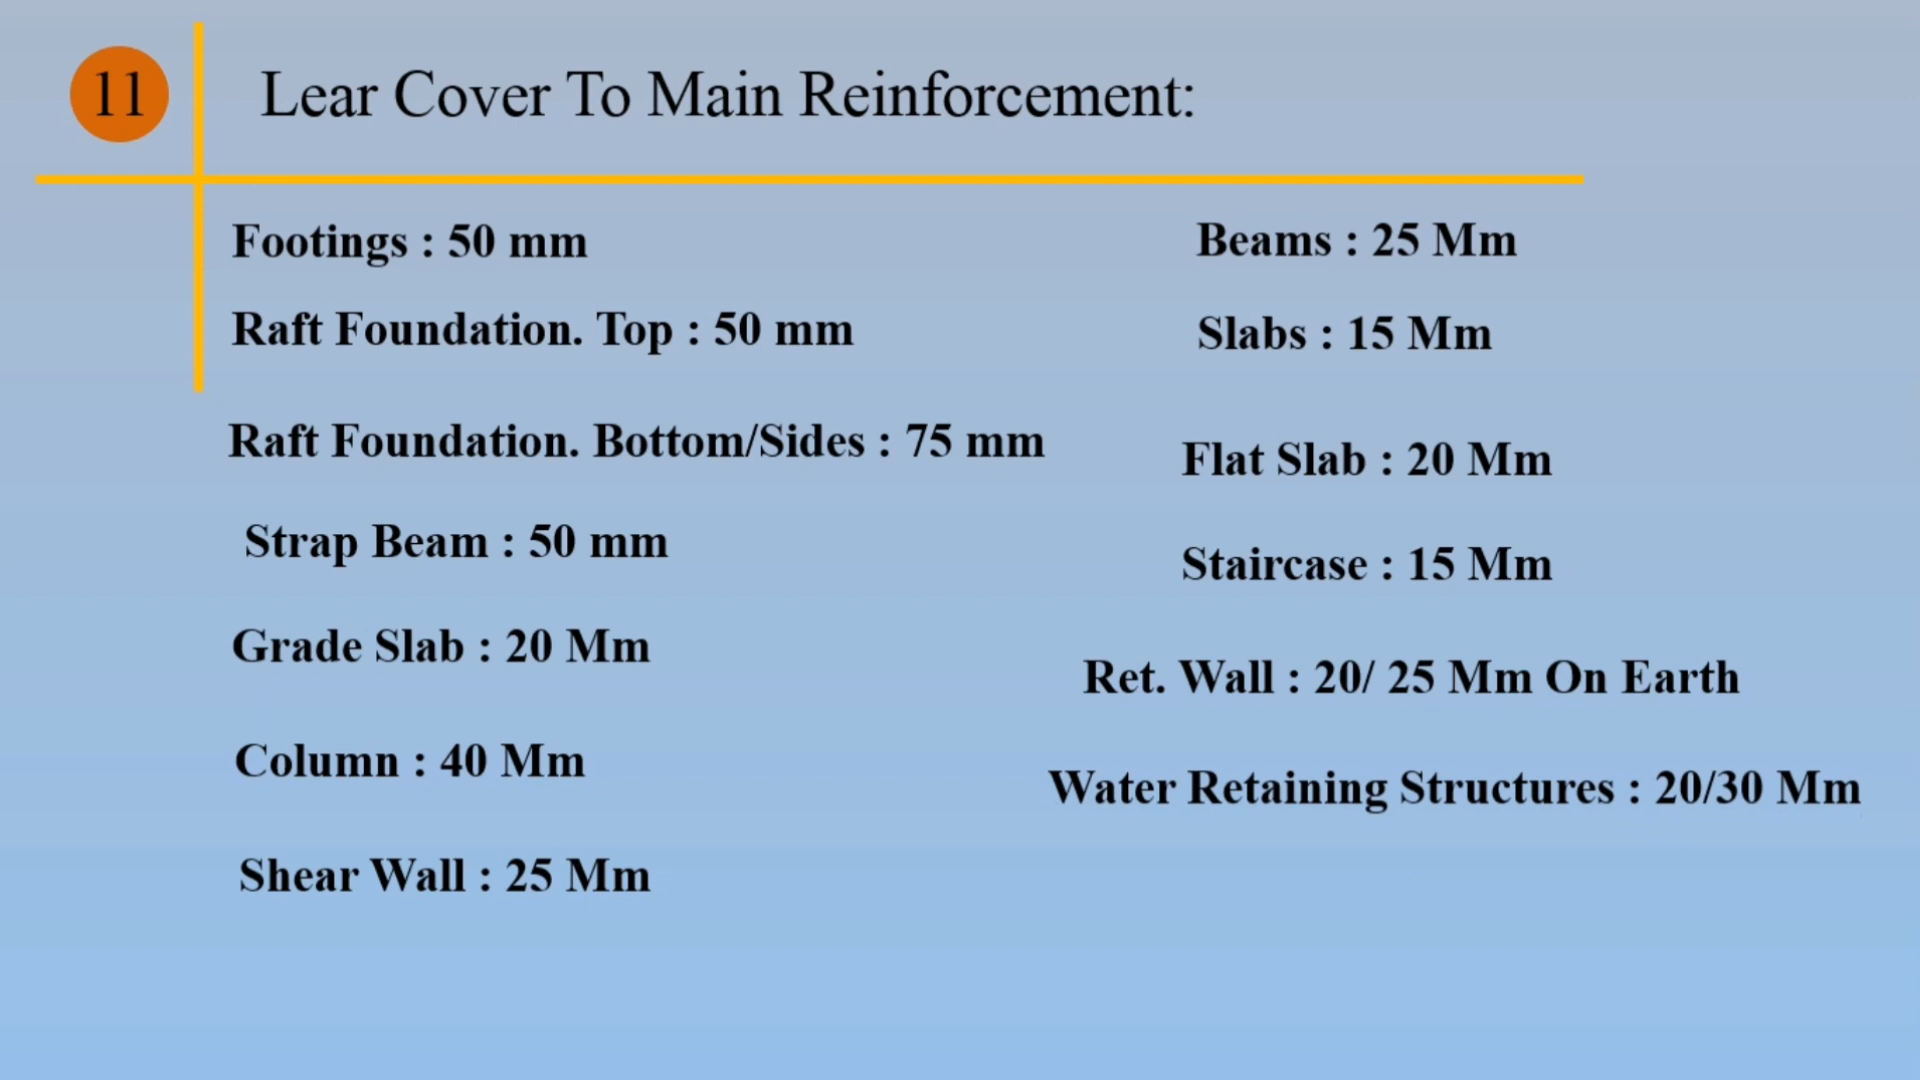 11
Lear Cover To Main Reinforcement:
Footings : 50 mm
Raft Foundation. Top : 50 mm
Raft Foundation. Bottom/Sides : 75 mm
Strap Beam : 50 mm
Grade Slab : 20 Mm
Column : 40 Mm
Shear Wall : 25 Mm
Beams : 25 Mm
Slabs : 15 Mm
Flat Slab : 20 Mm
Staircase : 15 Mm
Ret. Wall : 20/ 25 Mm On Earth
Water Retaining Structures : 20/30 Mm